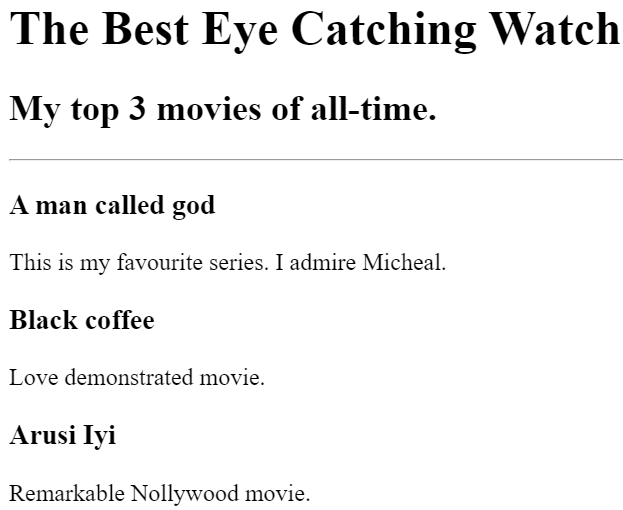 The Best Eye Catching Watch
My top 3 movies of all-time.
A man called god
This is my favourite series. I admire Micheal.
Black coffee
Love demonstrated movie.
Arusi Iyi
Remarkable Nollywood movie.